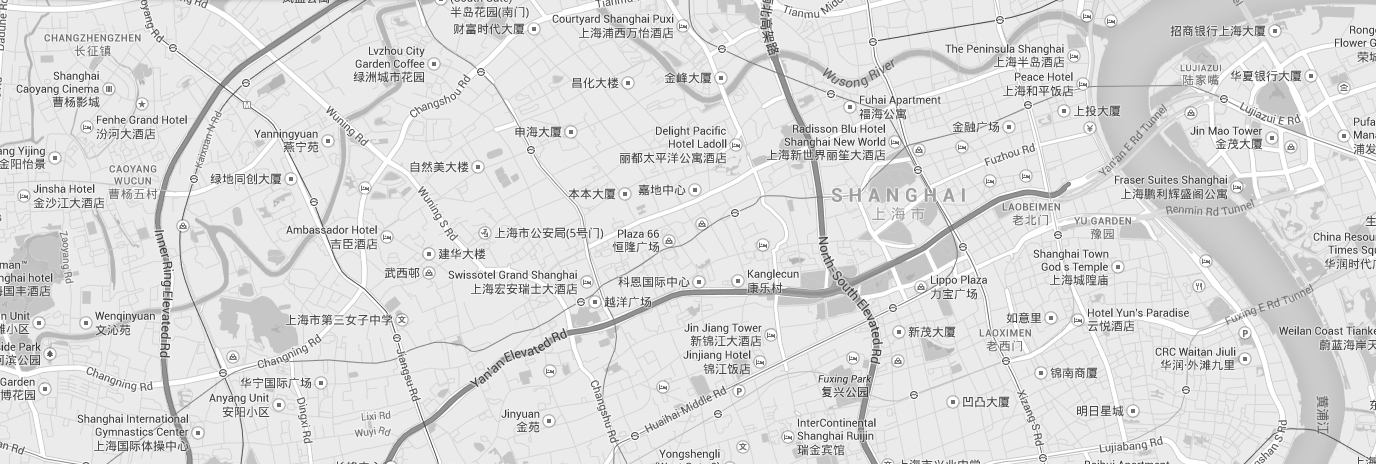 半岛花园(南门)
财富时代大厦
Courtyard Shanghai Puxi
上海浦西万怡酒店
Tianmu
北高架路
招商银行上海大厦
CHANGZHENGZHEN
长征镇
Lvzhou City
Garden Coffee
绿洲城市花园
昌化大楼
金峰大厦
Wusong River
The Peninsula Shanghai
上海半岛酒店
Peace Hotel
上海和平饭店
LUJIAZUI
陆家嘴
华夏银行大厦
Shanghai
Caoyang Cinema
曹杨影城
Changshou Rd
Fuhai Apartment
福海公寓
上投大厦
Lujiazui E Rd
Fenhe Grand Hotel
汾河大酒店
Kaixuan N Rd
Wuning Rd
Yanningyuan
燕宁苑
申海大厦
Delight Pacific
Hotel Ladoll
丽都太平洋公寓酒店
Radisson Blu Hotel
Shanghai New World
上海新世界丽笙大酒店
金融广场
Fuzhou Rd
Yan'an E Rd Tunnel
Jin Mao Tower
金茂大厦
CAOYANG
WUCUN
曹杨五村
绿地同创大厦
自然美大楼
Jinsha Hotel
金沙江大酒店
Wuning S Rd
本本大厦
嘉地中心
SHANGHAI
上海市
Fraser Suites Shanghai
上海鹏利辉盛阁公寓
Renmin Rd Tunnel
LAOBEIMEN
老北门
YU GARDEN
豫园
Ambassador Hotel
吉臣酒店
上海市公安局(5号门)
Plaza 66
恒隆广场
Zaoyang Rd
建华大楼
武西邨
Swissotel Grand Shanghai
上海宏安瑞士大酒店
科恩国际中心
Kanglecun
康乐村
Lippo Plaza
力宝广场
Shanghai Town
God's Temple
上海城隍庙
Inner Ring Elevated Rd
North-South Elevated Rd
越洋广场
Wenqinyuan
文沁苑
上海市第三女子中学
Yan'an Elevated Rd
Jin Jiang Tower
新锦江大酒店
Jinjiang Hotel
锦江饭店
新茂大厦
如意里
Hotel Yun's Paradise
云悦酒店
Fuxing E Rd Tunnel
LAOXIMEN
老西门
Changning Rd
Changning Rd
Jiangsu Rd
华宁国际广场
Anyang Unit
安阳小区
Fuxing Park
复兴公园
锦南商厦
CRC Waitan Jiuli
华润·外滩九里
Shanghai International
Gymnastics Center
上海国际体操中心
Dingxi Rd
Lixi Rd
Wuyi Rd
Jinyuan
金苑
Changshu Rd
Huaihai Middle Rd
凹凸大厦
Xizang S Rd
明日星城
黄浦江
InterContinental
Shanghai Ruijin
瑞金宾馆
Lujiabang Rd
Yongshengli